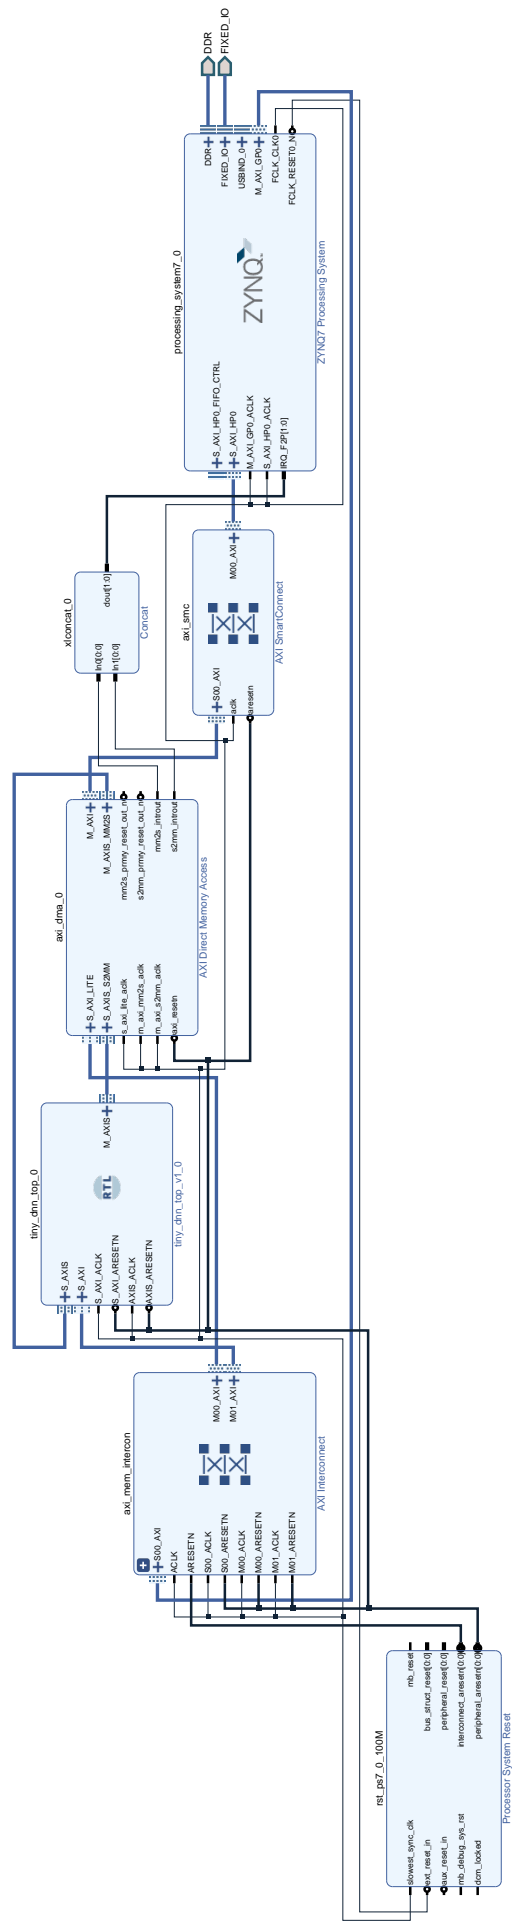 DDR
FIXED_IO
processing_system7_0
S_AXI_HP0_FIFO_CTRL
S_AXI_HP0
M_AXI_GP0_ACLK
S_AXI_HP0_ACLK
IRQ_F2P[1:0]
ZYNQ
DDR
FIXED_IO
USBIND_0
M_AXI_GP0
FCLK_CLK0
FCLK_RESET0_N
ZYNQ7 Processing System
xlconcat_0
In0[0:0]
In1[0:0]
dout[1:0]
Concat
axi_smc
S00_AXI
aclk
aresetn
M00_AXI
AXI SmartConnect
axi_dma_0
S_AXI_LITE
S_AXIS_S2MM
s_axi_lite_aclk
m_axi_mm2s_aclk
m_axi_s2mm_aclk
axi_resetn
M_AXI
M_AXIS_MM2S
mm2s_prmry_reset_out_n
s2mm_prmry_reset_out_n
mm2s_introut
s2mm_introut
AXI Direct Memory Access
tiny_dnn_top_0
S_AXIS
S_AXI
S_AXI_ACLK
S_AXI_ARESETN
AXIS_ACLK
AXIS_ARESETN
RTL
M_AXIS
tiny_dnn_top_v1_0
axi_mem_intercon
S00_AXI
ACLK
ARESETN
S00_ACLK
S00_ARESETN
M00_ACLK
M00_ARESETN
M01_ACLK
M01_ARESETN
M00_AXI
M01_AXI
AXI Interconnect
rst_ps7_0_100M
slowest_sync_clk
ext_reset_in
aux_reset_in
mb_debug_sys_rst
dcm_locked
mb_reset
bus_struct_reset[0:0]
peripheral_reset[0:0]
interconnect_aresetn[0:0]
peripheral_aresetn[0:0]
Processor System Reset